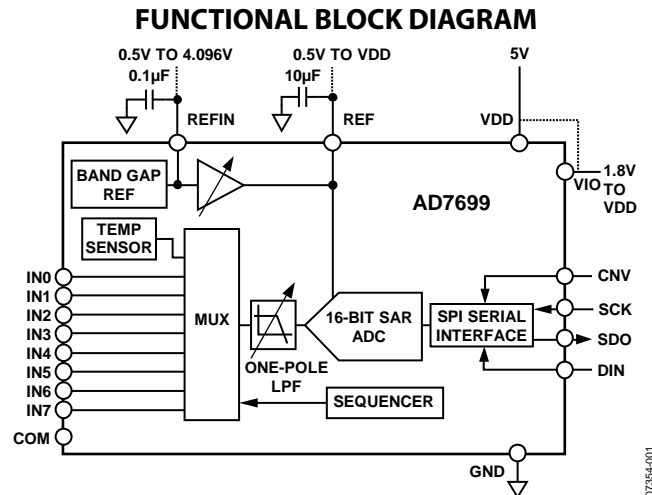 FUNCTIONAL BLOCK DIAGRAM
0.5V TO 4.096V
0.1µF
REFIN
0.5V TO VDD
10µF
REF
5V
VDD
VIO
1.8V
TO
VDD
BAND GAP
REF
AD7699
TEMP
SENSOR
IN0
IN1
IN2
IN3
IN4
IN5
IN6
IN7
COM
MUX
ONE-POLE
LPF
16-BIT SAR
ADC
SPI SERIAL
INTERFACE
CNV
SCK
SDO
DIN
SEQUENCER
GND
07354-001